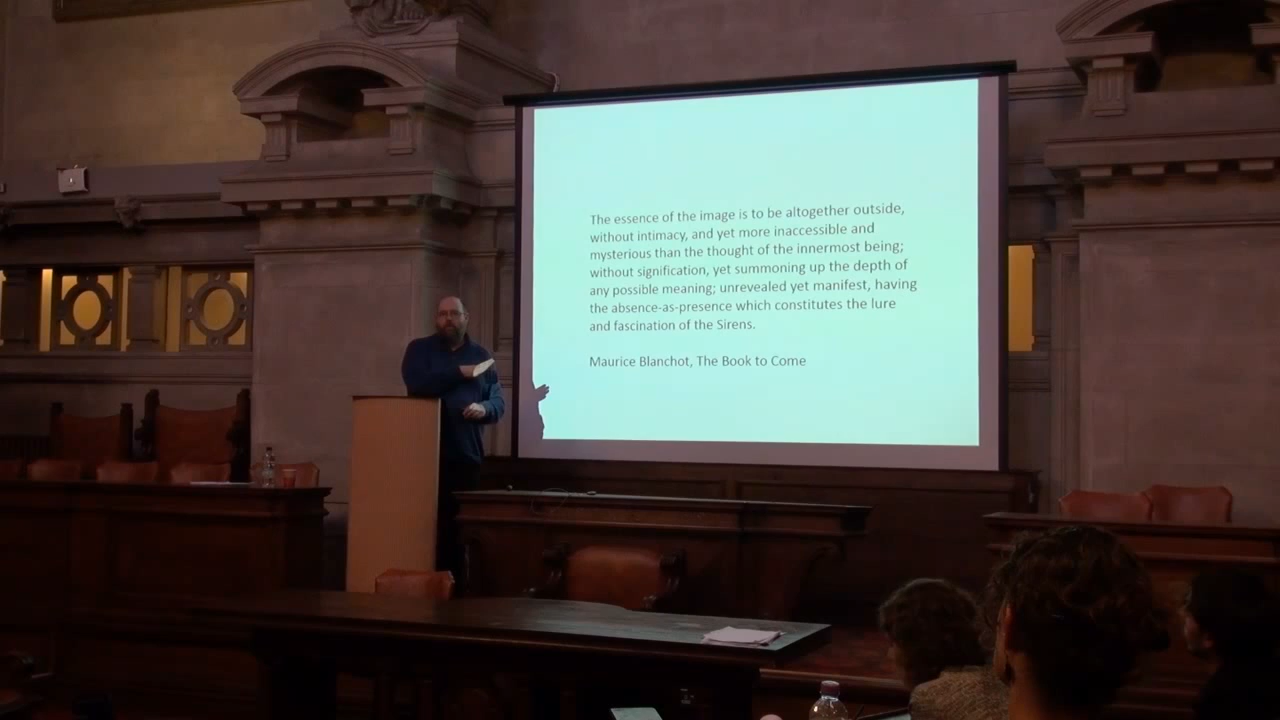 The essence of the image is to be altogether outside,
without intimacy, and yet more inaccessible and
mysterious than the thought of the innermost being;
without signification, yet summoning up the depth of
any possible meaning; unrevealed yet manifest, having
the absence-as-presence which constitutes the lure
and fascination of the Sirens.
Maurice Blanchot, The Book to Come